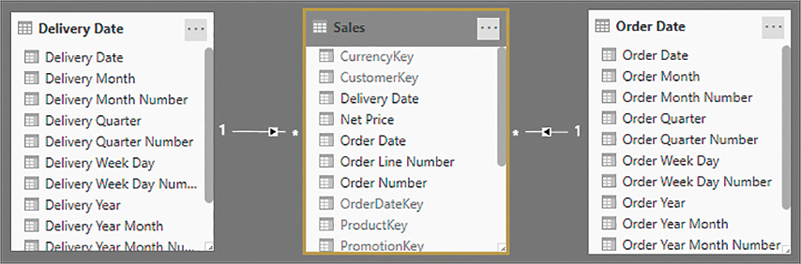 Delivery Date
Delivery Date
Delivery Month
Delivery Month Number
Delivery Quarter
Delivery Quarter Number
Delivery Week Day
Delivery Week Day Num...
Delivery Year
Delivery Year Month
Delivery Year Month Nu...
1
*
Sales
CurrencyKey
CustomerKey
Delivery Date
Net Price
Order Date
Order Line Number
Order Number
OrderDateKey
ProductKey
PromotionKey
*
1
Order Date
Order Date
Order Month
Order Month Number
Order Quarter
Order Quarter Number
Order Week Day
Order Week Day Number
Order Year
Order Year Month
Order Year Month Number